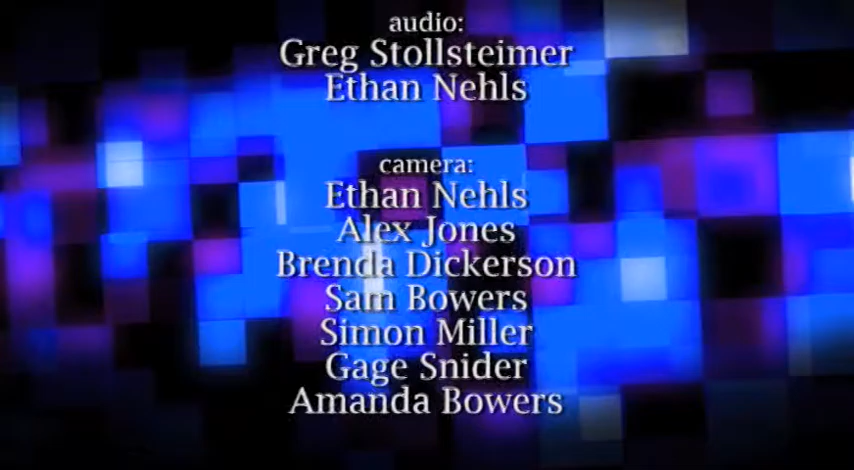 audio:
Greg Stollsteimer
Ethan Nehls
camera:
Ethan Nehls
Alex Jones
Brenda Dickerson
Sam Bowers
Simon Miller
Gage Snider
Amanda Bowers